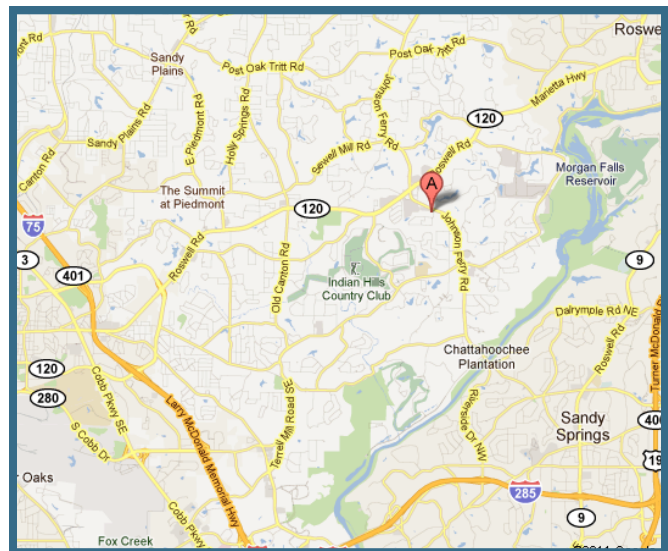 Roswe
Sandy
Plains
Post Oak Tritt Rd
Post Oak Tritt Rd
Marietta Hwy
Johnson Ferry Rd
120
Sandy Plains Rd
E Piedmont Rd
Holly Springs Rd
Sewell Mill Rd
Roswell Rd
Canton Rd
Morgan Falls
Reservoir
A
The Summit
at Piedmont
120
75
Johnson Ferry Rd
3
401
Roswell Rd
Old Canton Rd
Indian Hills
Country Club
9
Dalrymple Rd NE
Roswell Rd
Turner McDonald
Chattahoochee
Plantation
120
280
Cobb Pkwy SE
Larry McDonald Memorial Hwy
Terrell Mill Road SE
Riverside Dr NW
Sandy
Springs
400
S Cobb Dr
19
Oaks
285
9
Fox Creek
Cobb Pkwy